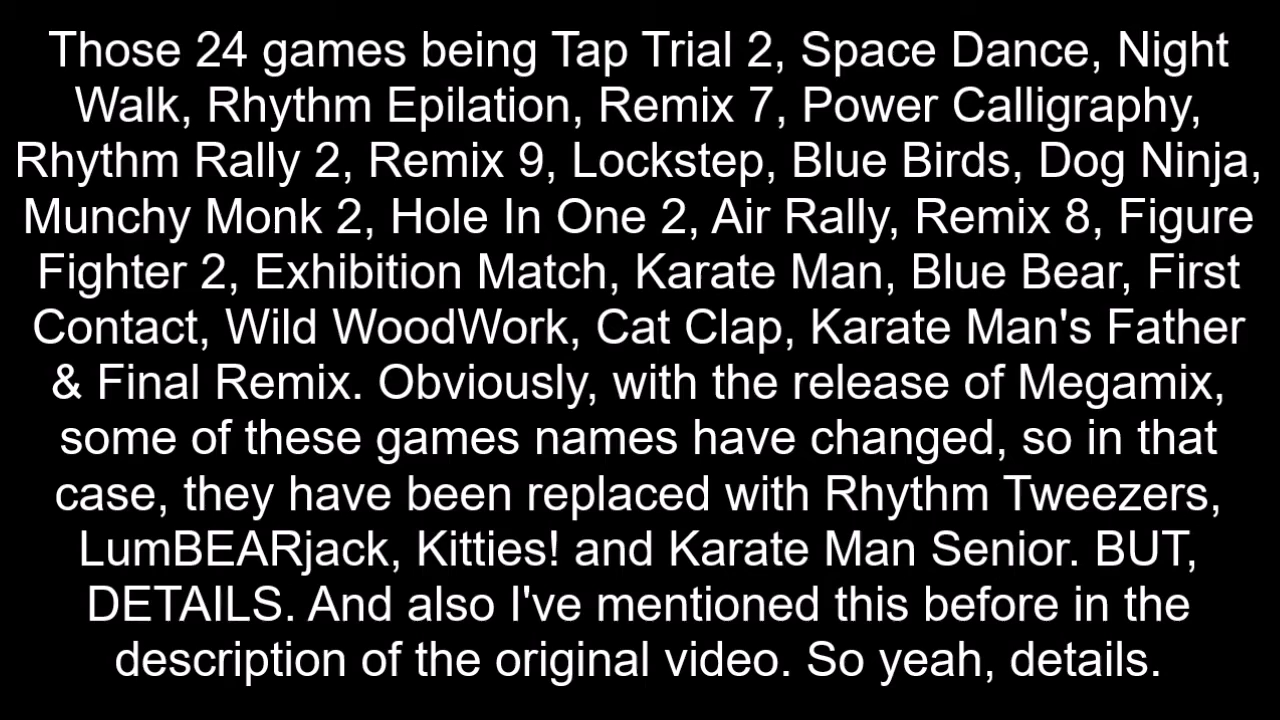 Those 24 games being Tap Trial 2, Space Dance, Night
Walk, Rhythm Epilation, Remix 7, Power Calligraphy,
Rhythm Rally 2, Remix 9, Lockstep, Blue Birds, Dog Ninja,
Munchy Monk 2, Hole In One 2, Air Rally, Remix 8, Figure
Fighter 2, Exhibition Match, Karate Man, Blue Bear, First
Contact, Wild WoodWork, Cat Clap, Karate Man's Father
& Final Remix. Obviously, with the release of Megamix,
some of these games names have changed, so in that
case, they have been replaced with Rhythm Tweezers,
LumBEARjack, Kitties! and Karate Man Senior. BUT,
DETAILS. And also I've mentioned this before in the
description of the original video. So yeah, details.